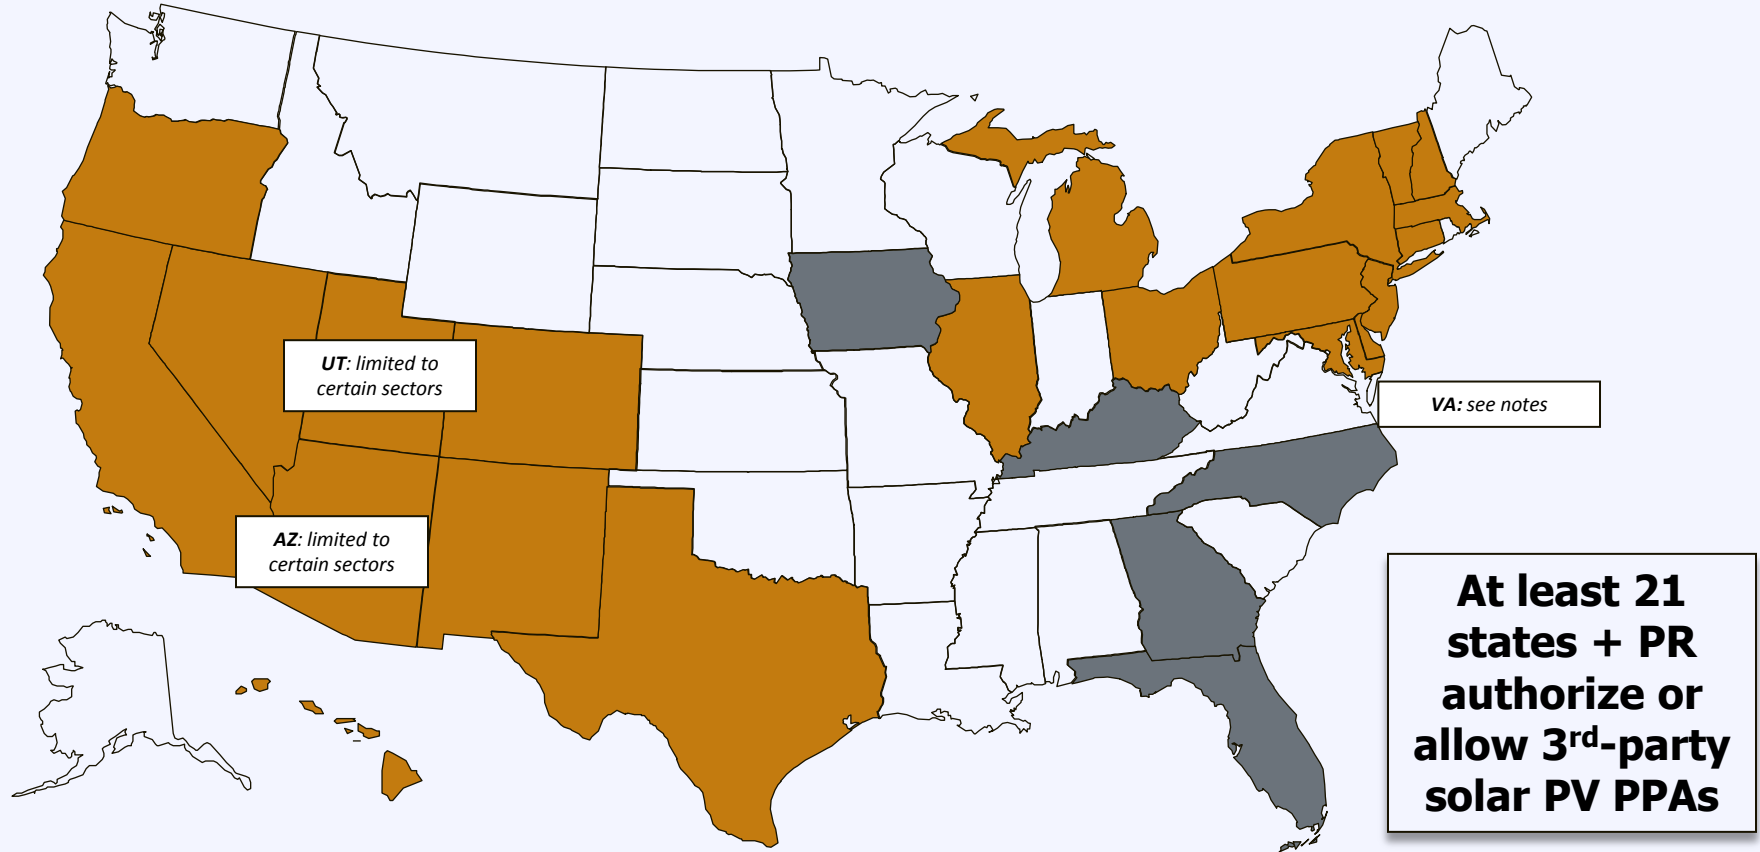 UT: limited to
certain sectors
VA: see notes
AZ: limited to
certain sectors
At least 21
states + PR
authorize or
allow 3rd-party
solar PV PPAs